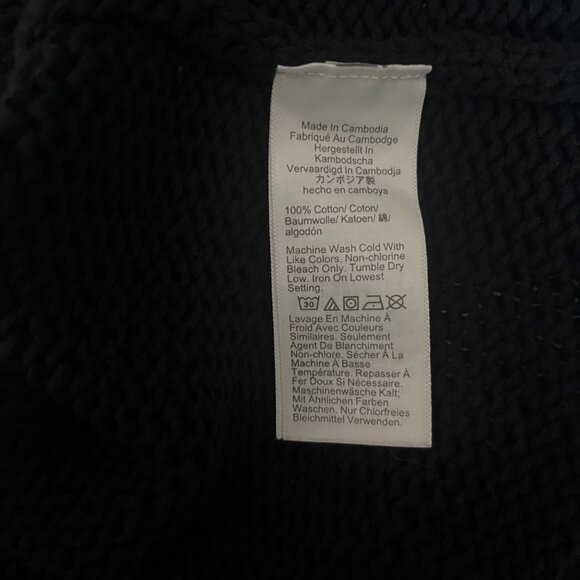 Made In Cambodia
Fabriqué Au Cambodge
Hergestellt In
Kambodscha
Vervaardigd In Cambodja
カンボジア製
hecho en camboya
100% Cotton/ Coton/
Baumwolle/ Katoen/ 綿/
algodón
Machine Wash Cold With
Like Colors. Non-chlorine
Bleach Only. Tumble Dry
Low. Iron On Lowest
Setting.
30
Lavage En Machine À
Froid Avec Couleurs
Similaires. Seulement
Agent De Blanchiment
Non-chlore. Sécher À La
Machine À Basse
Température. Repasser À
Fer Doux Si Nécessaire.
Maschinenwäsche Kalt;
Mit Ähnlichen Farben
Waschen. Nur Chlorfreies
Bleichmittel Verwenden.